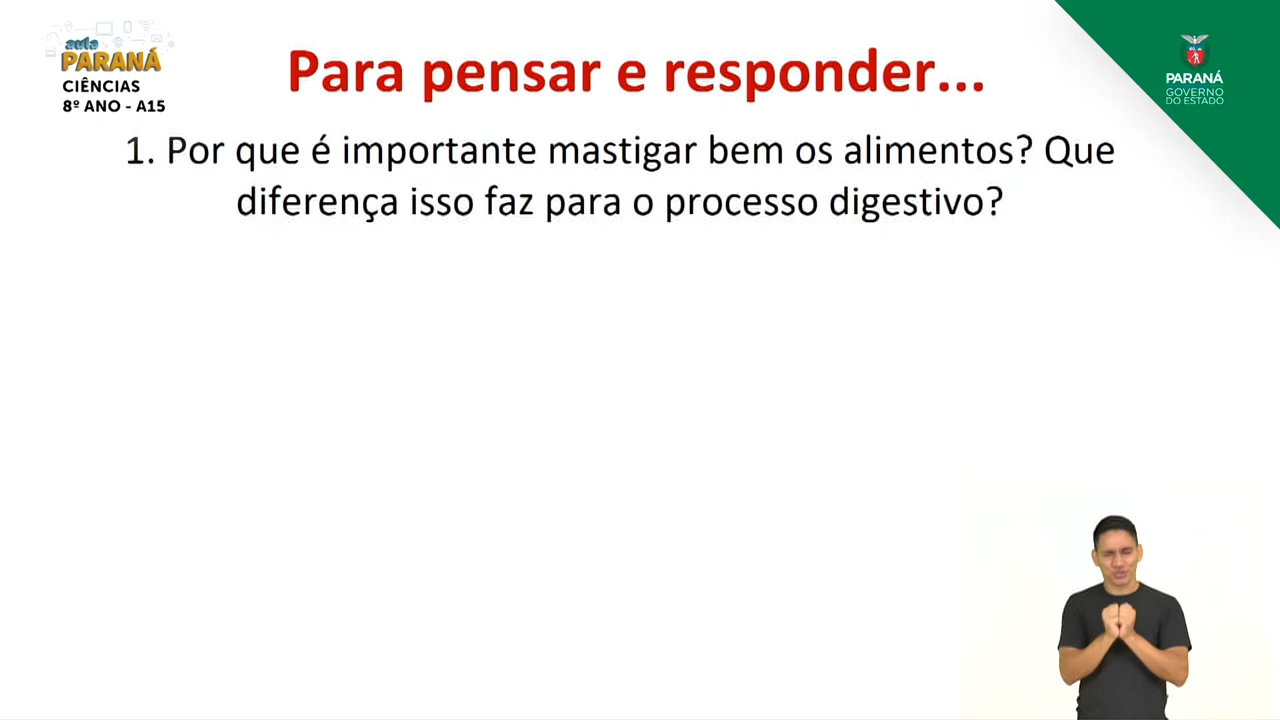 aula
PARANÁ
CIÊNCIAS
8º ANO - A15
Para pensar e responder...
1. Por que é importante mastigar bem os alimentos? Que
diferença isso faz para o processo digestivo?
PARANÁ
GOVERNO
DO ESTADO